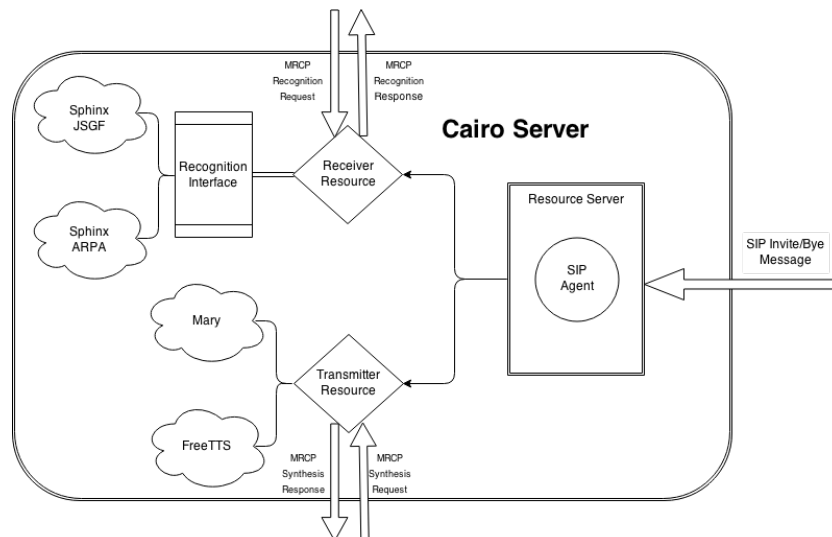 MRCP
Recognition
Request
MRCP
Recognition
Response
Cairo Server
Sphinx
JSGF
Recognition
Interface
Receiver
Resource
Sphinx
ARPA
Resource Server
SIP
Agent
SIP Invite/Bye
Message
Mary
Transmitter
Resource
FreeTTS
MRCP
Synthesis
Response
MRCP
Synthesis
Request